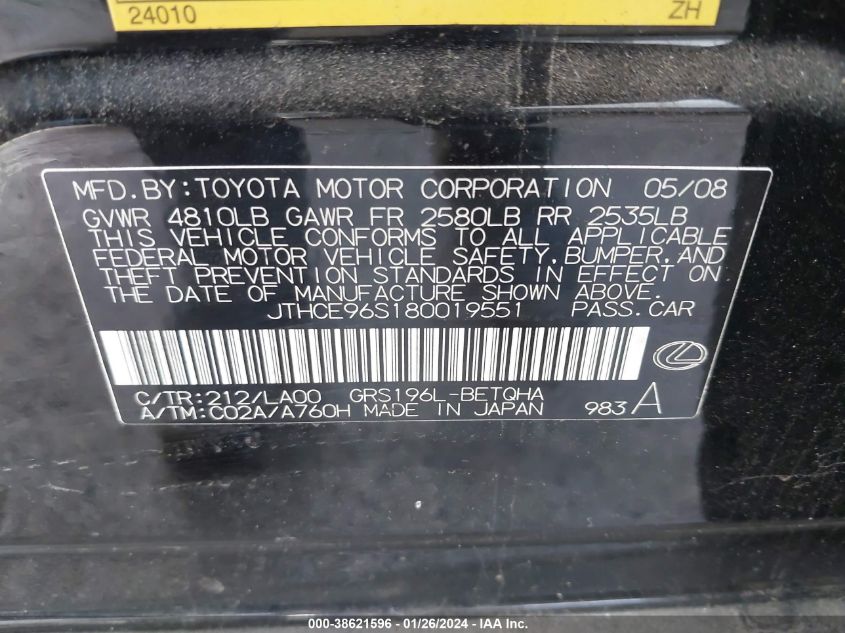 24010 ZH
MFD.BY:TOYOTA MOTOR CORPORATION 05/08
GVWR 4810LB GAWR FR 2580LB RR 2535LB
THIS VEHICLE CONFORMS TO ALL APPLICABLE
FEDERAL MOTOR VEHICLE SAFETY,BUMPER,AND
THEFT PREVENTION STANDARDS IN EFFECT ON
THE DATE OF MANUFACTURE SHOWN ABOVE.
JTHCE96S180019551 PASS.CAR
C/TR:212/LA00 GRS196L-BETQHA
A/TM:C02A/A760H MADE IN JAPAN 983 A
000-38621596 - 01/26/2024 - IAAI Inc.